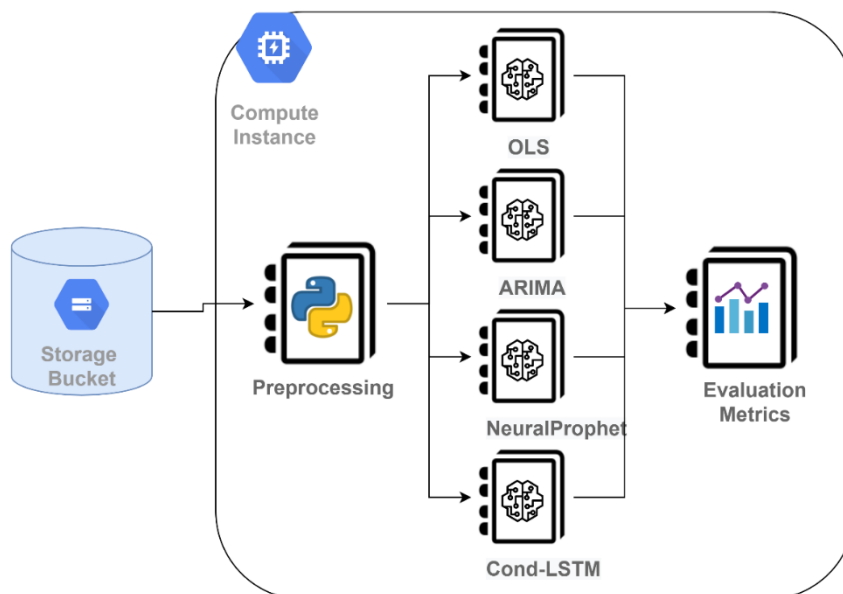 Compute
Instance
OLS
ARIMA
Storage
Bucket
Preprocessing
NeuralProphet
Evaluation
Metrics
Cond-LSTM